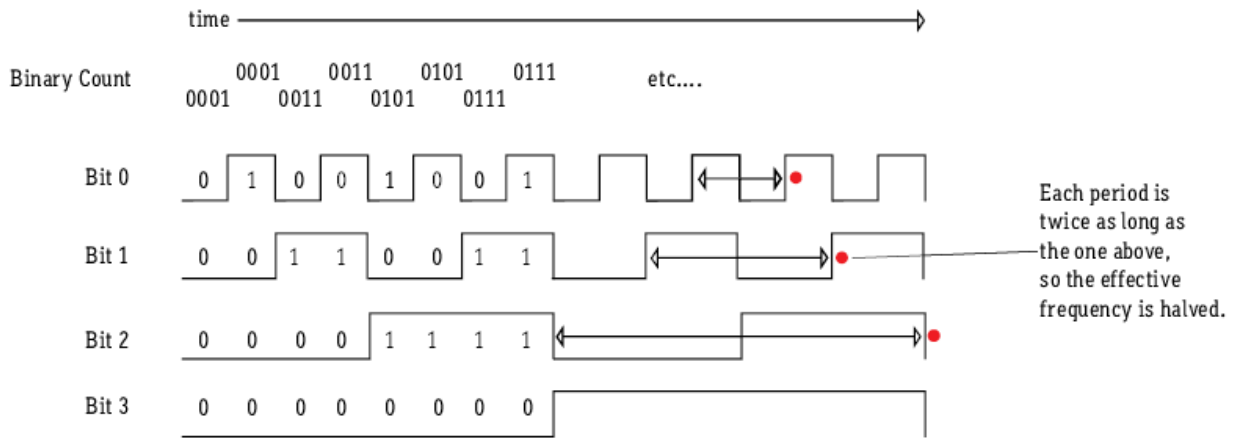 time
Binary Count
0001 0011 0101 0111 etc....
0001 0011 0101 0111
Bit 0 0 1 0 0 1 0 0 1
Bit 1 0 0 1 1 0 0 1 1
Each period is
twice as long as
the one above,
so the effective
frequency is halved.
Bit 2 0 0 0 0 1 1 1 1
Bit 3 0 0 0 0 0 0 0 0